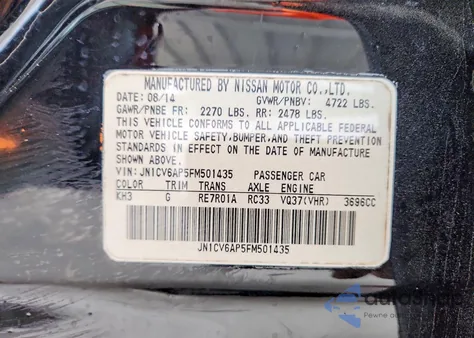 MANUFACTURED BY NISSAN MOTOR CO.,LTD.
DATE: 08/14 GVWR/PNBV: 4722 LBS.
GAWR/PNBE FR: 2270 LBS. RR: 2478 LBS.
THIS VEHICLE CONFORMS TO ALL APPLICABLE FEDERAL
MOTOR VEHICLE SAFETY, BUMPER, AND THEFT PREVENTION
STANDARDS IN EFFECT ON THE DATE OF MANUFACTURE
SHOWN ABOVE.
VIN: JN1CV6AP5FM501435 PASSENGER CAR
COLOR TRIM TRANS AXLE ENGINE
KH3 G RE7R01A RC33 VQ37(VHR) 3696CC
JN1CV6AP5FM501435
autoshop
Pewne auto